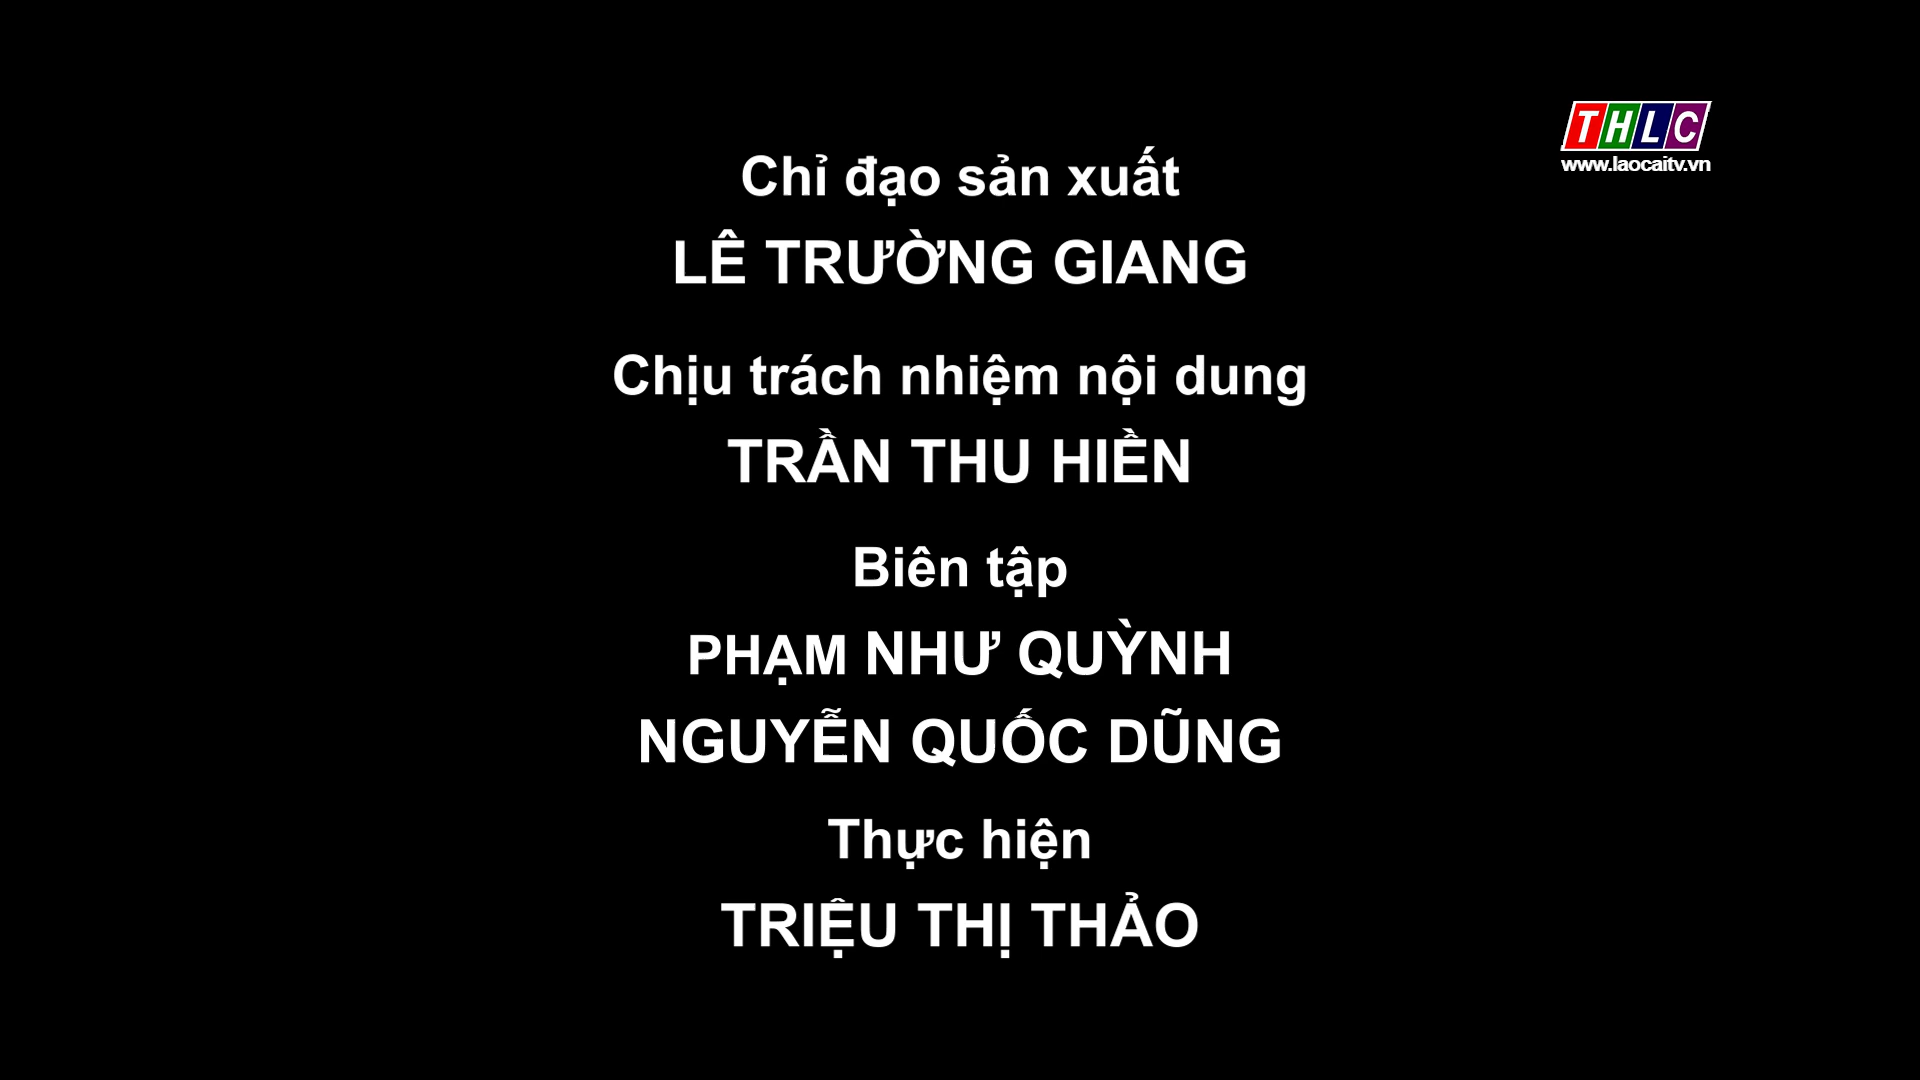 THLC
www.laocaitv.vn
Chỉ đạo sản xuất
LÊ TRƯỜNG GIANG
Chịu trách nhiệm nội dung
TRẦN THU HIỀN
Biên tập
PHẠM NHƯ QUỲNH
NGUYỄN QUỐC DŨNG
Thực hiện
TRIỆU THỊ THẢO